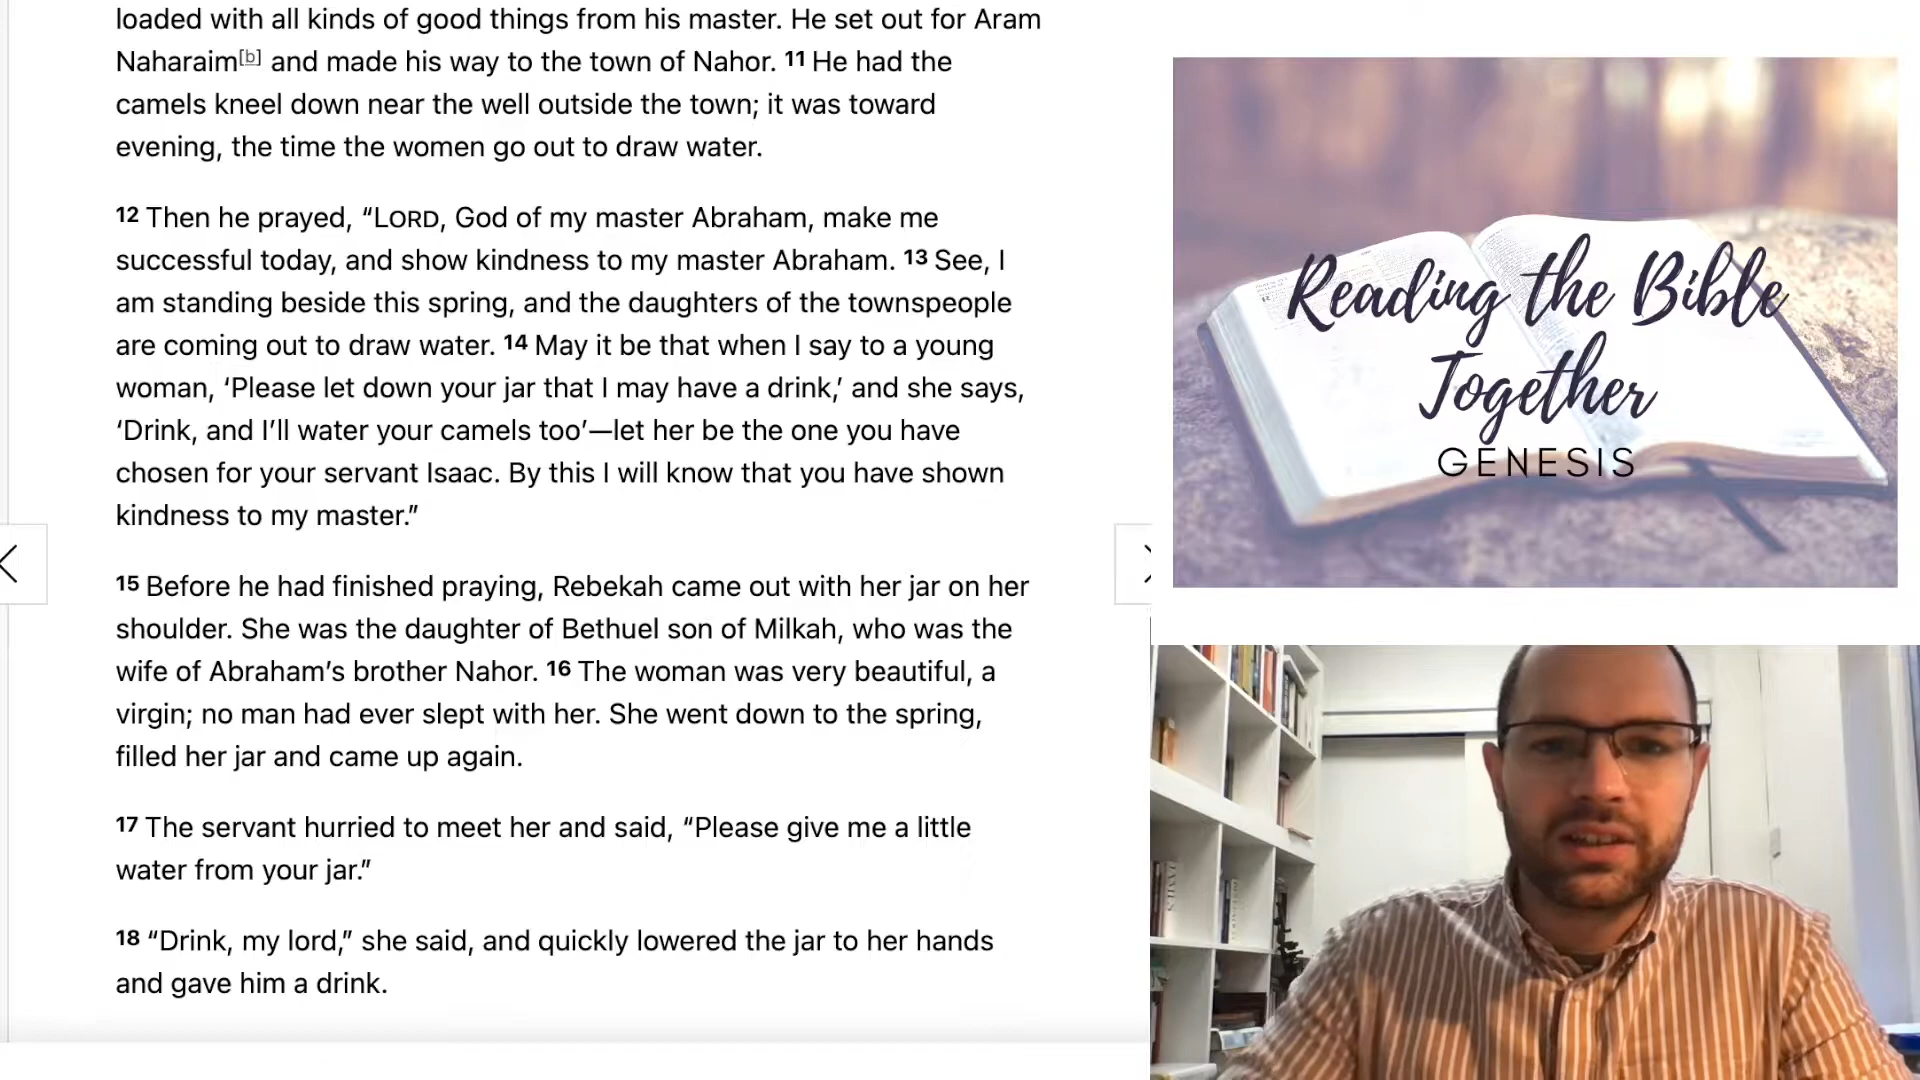 loaded with all kinds of good things from his master. He set out for Aram
Naharaim[b] and made his way to the town of Nahor. 11 He had the
camels kneel down near the well outside the town; it was toward
evening, the time the women go out to draw water.
12 Then he prayed, “LORD, God of my master Abraham, make me
successful today, and show kindness to my master Abraham. 13 See, I
am standing beside this spring, and the daughters of the townspeople
are coming out to draw water. 14 May it be that when I say to a young
woman, ‘Please let down your jar that I may have a drink,’ and she says,
‘Drink, and I’ll water your camels too’—let her be the one you have
chosen for your servant Isaac. By this I will know that you have shown
kindness to my master.”
15 Before he had finished praying, Rebekah came out with her jar on her
shoulder. She was the daughter of Bethuel son of Milkah, who was the
wife of Abraham’s brother Nahor. 16 The woman was very beautiful, a
virgin; no man had ever slept with her. She went down to the spring,
filled her jar and came up again.
17 The servant hurried to meet her and said, “Please give me a little
water from your jar.”
18 “Drink, my lord,” she said, and quickly lowered the jar to her hands
and gave him a drink.
Reading the Bible
Together
GENESIS